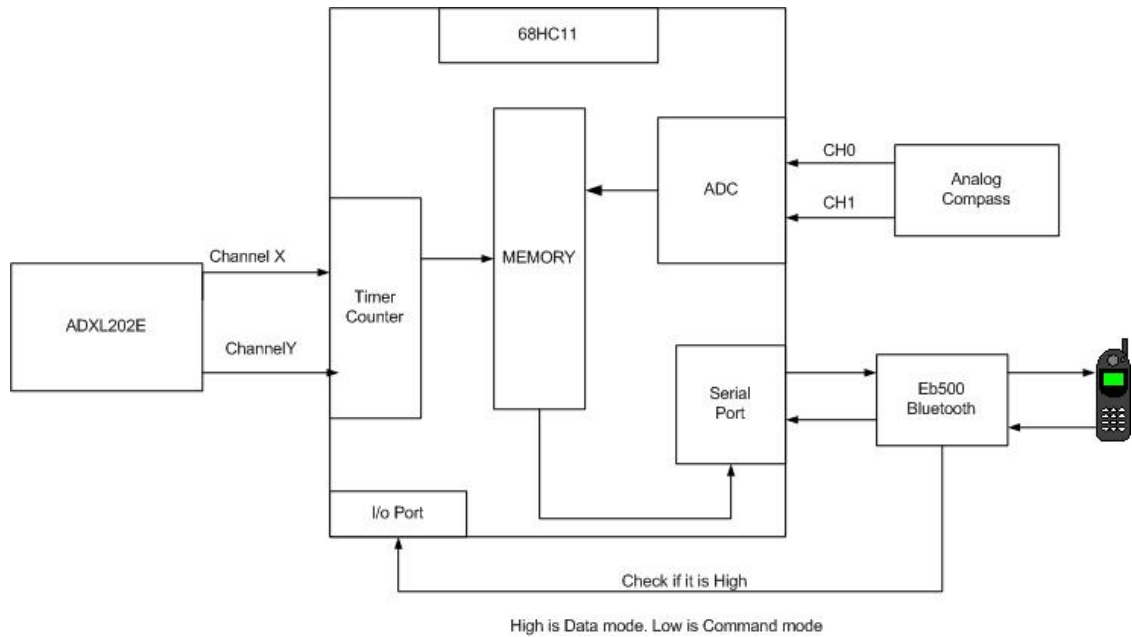 68HC11
MEMORY
ADC
CH0
CH1
Analog
Compass
Channel X
ChannelY
ADXL202E
Timer
Counter
Serial
Port
Eb500
Bluetooth
I/o Port
Check if it is High
High is Data mode. Low is Command mode